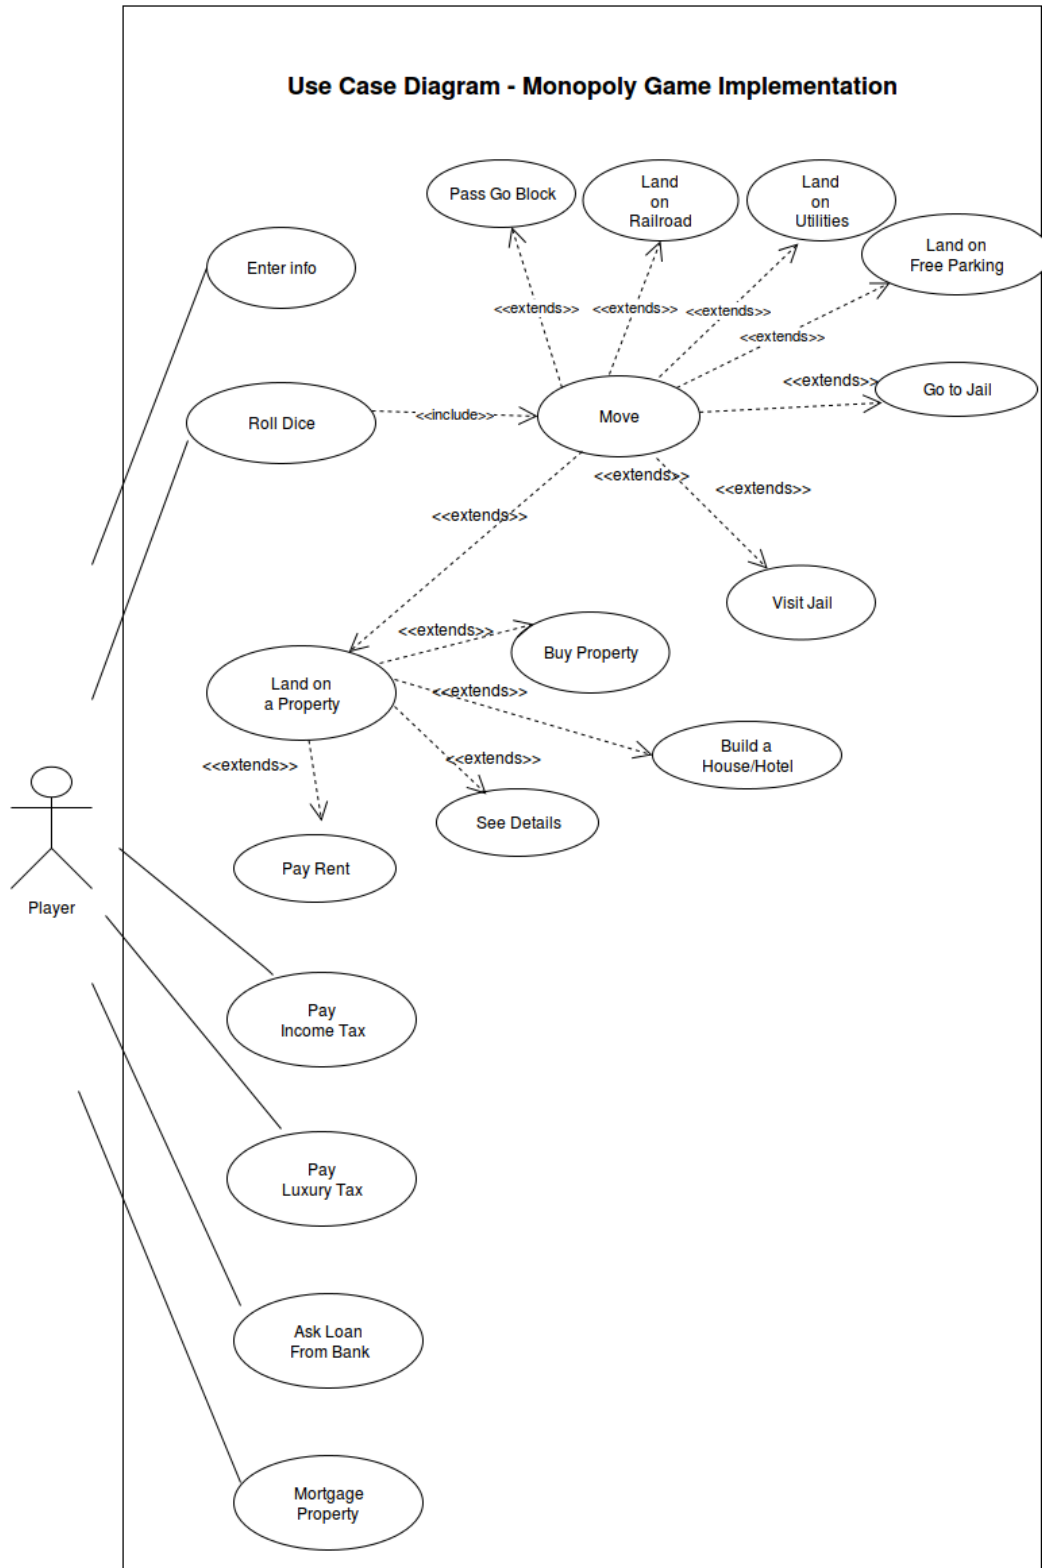 Use Case Diagram - Monopoly Game Implementation
Pass Go Block
Land
on
Railroad
Land
on
Utilities
Land on
Free Parking
Enter info
<<extends>>
<<extends>>
<<extends>>
<<extends>>
<<extends>>
Go to Jail
Roll Dice
<<include>>
Move
<<extends>>
<<extends>>
<<extends>>
Visit Jail
<<extends>>
Buy Property
Land on
a Property
<<extends>>
Build a
House/Hotel
<<extends>>
<<extends>>
See Details
Pay Rent
Player
Pay
Income Tax
Pay
Luxury Tax
Ask Loan
From Bank
Mortgage
Property